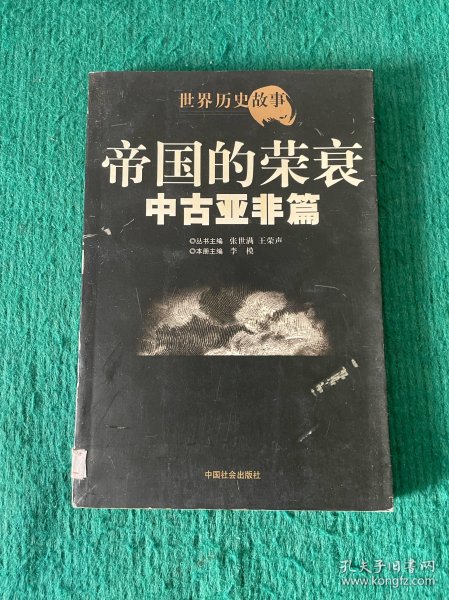 世界历史故事
帝国的荣衰
中古亚非篇
◎丛书主编 张世满 王荣声
◎本册主编 李模
中国社会出版社
孔夫子旧书网
www.kongfz.com